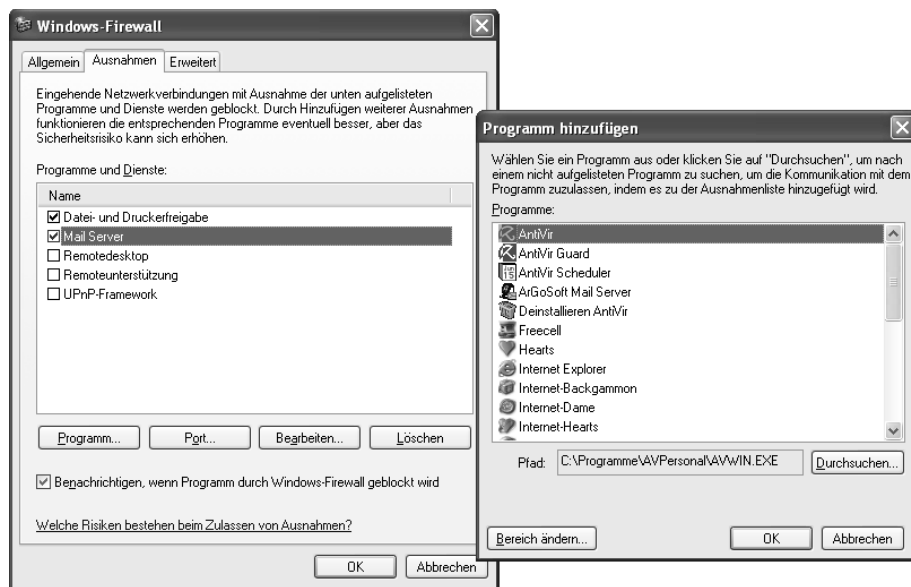 Windows-Firewall
Allgemein Ausnahmen Erweitert
Eingehende Netzwerkverbindungen mit Ausnahme der unten aufgelisteten
Programme und Dienste werden geblockt. Durch Hinzufügen weiterer Ausnahmen
funktionieren die entsprechenden Programme eventuell besser, aber das
Sicherheitsrisiko kann sich erhöhen.
Programme und Dienste:
Name
Datei- und Druckerfreigabe
Mail Server
Remotedesktop
Remoteunterstützung
UPnP-Framework
Programm... Port... Bearbeiten... Löschen
Benachrichtigen, wenn Programm durch Windows-Firewall geblockt wird
Welche Risiken bestehen beim Zulassen von Ausnahmen?
OK Abbrechen
Programm hinzufügen
Wählen Sie ein Programm aus oder klicken Sie auf "Durchsuchen", um nach
einem nicht aufgelisteten Programm zu suchen, um die Kommunikation mit dem
Programm zuzulassen, indem es zu der Ausnahmenliste hinzugefügt wird.
Programme:
AntiVir
AntiVir Guard
AntiVir Scheduler
ArGoSoft Mail Server
Deinstallieren AntiVir
Freecell
Hearts
Internet Explorer
Internet-Backgammon
Internet-Dame
Internet-Hearts
Pfad: C:\Programme\AVPersonal\AVWIN.EXE Durchsuchen...
Bereich ändern... OK Abbrechen